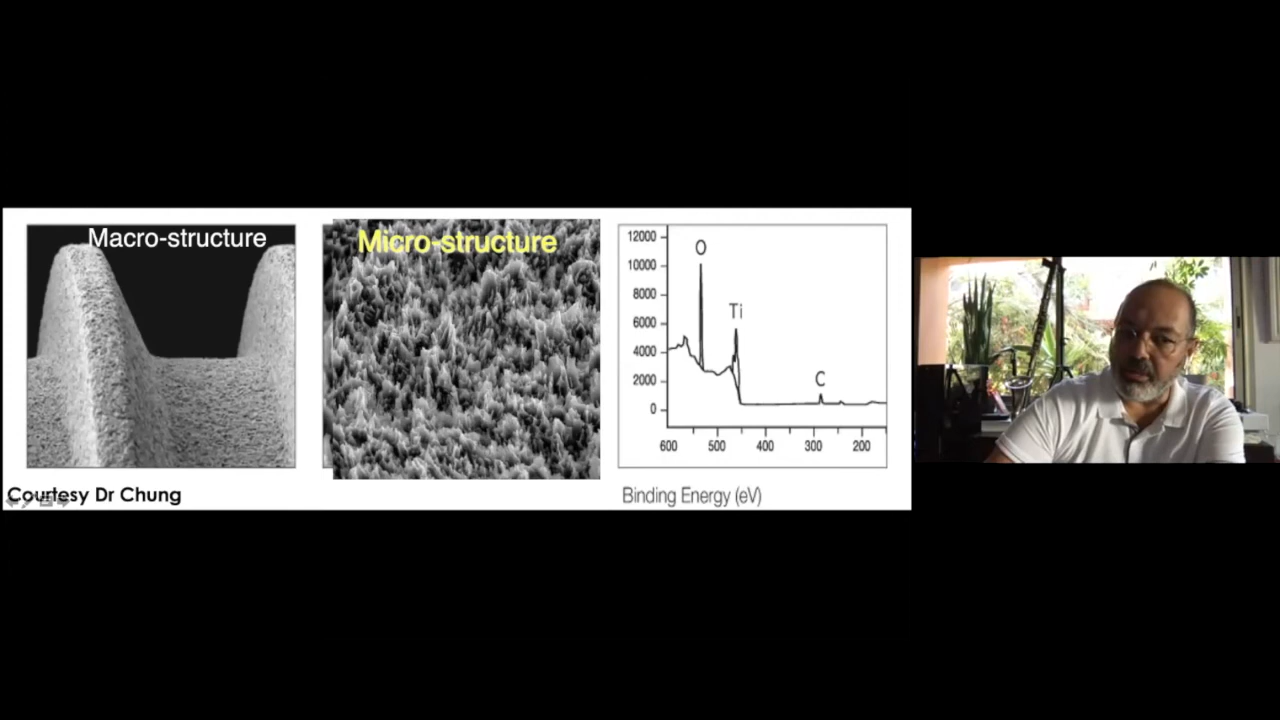 Macro-structure
Micro-structure
12000
10000
8000
6000
4000
2000
0
O
Ti
C
600
500
400
300
200
Binding Energy (eV)
Courtesy Dr Chung